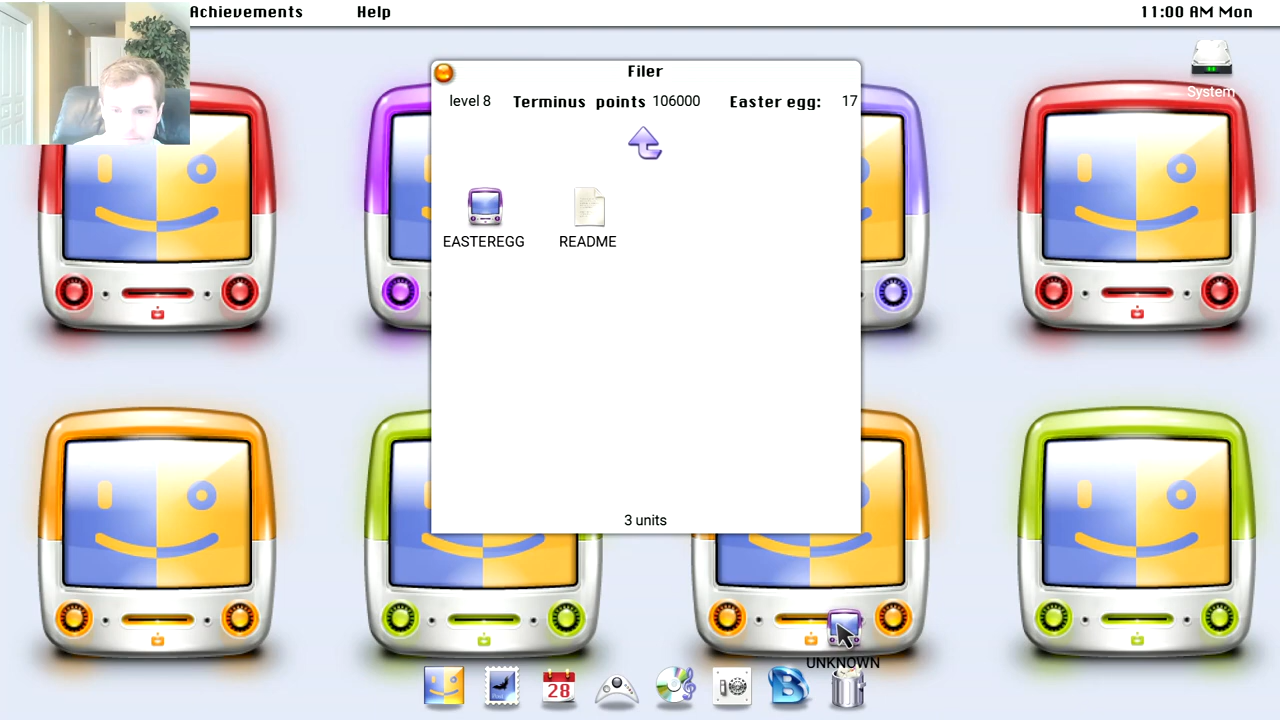 Achievements Help 11:00 AM Mon
Filer
level 8 Terminus points 106000 Easter egg: 17
System
EASTEREGG README
3 units
UNKNOWN
28